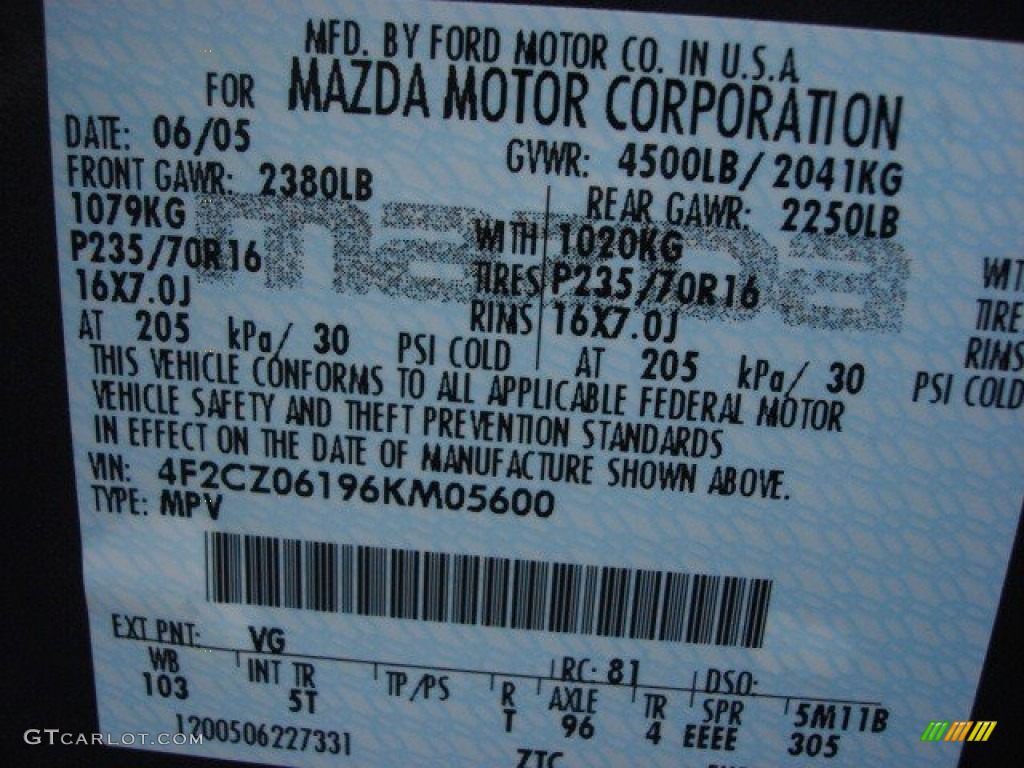 MFD. BY FORD MOTOR CO. IN U.S.A
FOR MAZDA MOTOR CORPORATION
DATE: 06/05 GVWR: 4500LB/ 2041KG
FRONT GAWR: 2380LB REAR GAWR: 2250LB
1079KG WITH 1020KG WIT
P235/70R16 TIRES P235/70R16 TIRE
16X7.0J RIMS 16X7.0J RIMS
AT 205 kPa/ 30 PSI COLD AT 205 kPa/ 30 PSI COLD
mazda
THIS VEHICLE CONFORMS TO ALL APPLICABLE FEDERAL MOTOR
VEHICLE SAFETY AND THEFT PREVENTION STANDARDS
IN EFFECT ON THE DATE OF MANUFACTURE SHOWN ABOVE.
VIN: 4F2CZ06196KM05600
TYPE: MPV
EXT PNT: VG RC: 81 DSO:
WB INT TR TP/PS R AXLE TR SPR 5M11B
103 5T T 96 4 EEEE 305
1200506227331 ZTC
GTCARLOT.COM